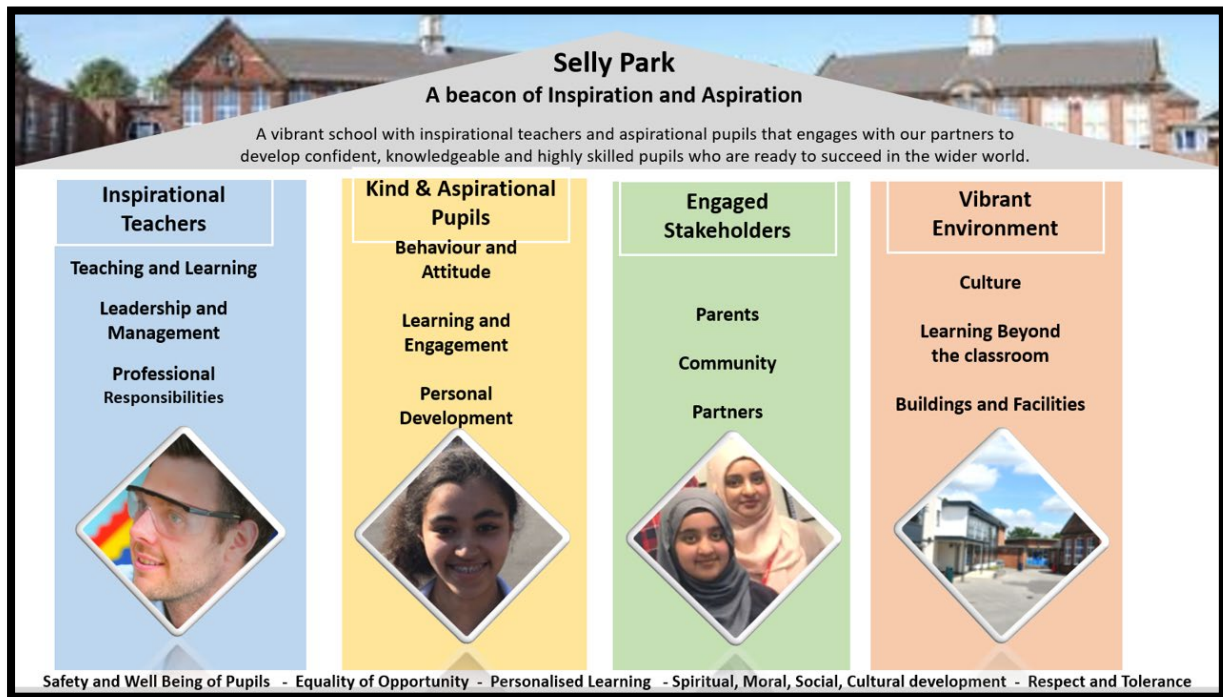 Selly Park
A beacon of Inspiration and Aspiration
A vibrant school with inspirational teachers and aspirational pupils that engages with our partners to
develop confident, knowledgeable and highly skilled pupils who are ready to succeed in the wider world.
Inspirational
Teachers
Teaching and Learning
Leadership and
Management
Professional
Responsibilities
Kind & Aspirational
Pupils
Behaviour and
Attitude
Learning and
Engagement
Personal
Development
Engaged
Stakeholders
Parents
Community
Partners
Vibrant
Environment
Culture
Learning Beyond
the classroom
Buildings and Facilities
Safety and Well Being of Pupils - Equality of Opportunity - Personalised Learning - Spiritual, Moral, Social, Cultural development - Respect and Tolerance